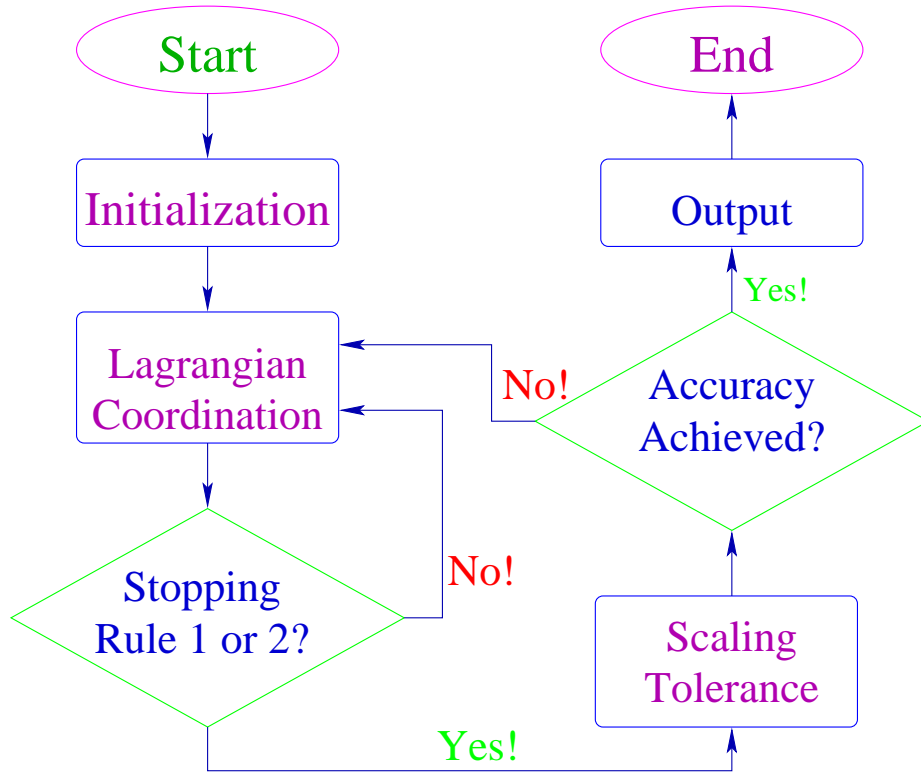 Start
Initialization
Lagrangian
Coordination
Stopping
Rule 1 or 2?
No!
Yes!
Scaling
Tolerance
Accuracy
Achieved?
No!
Yes!
Output
End